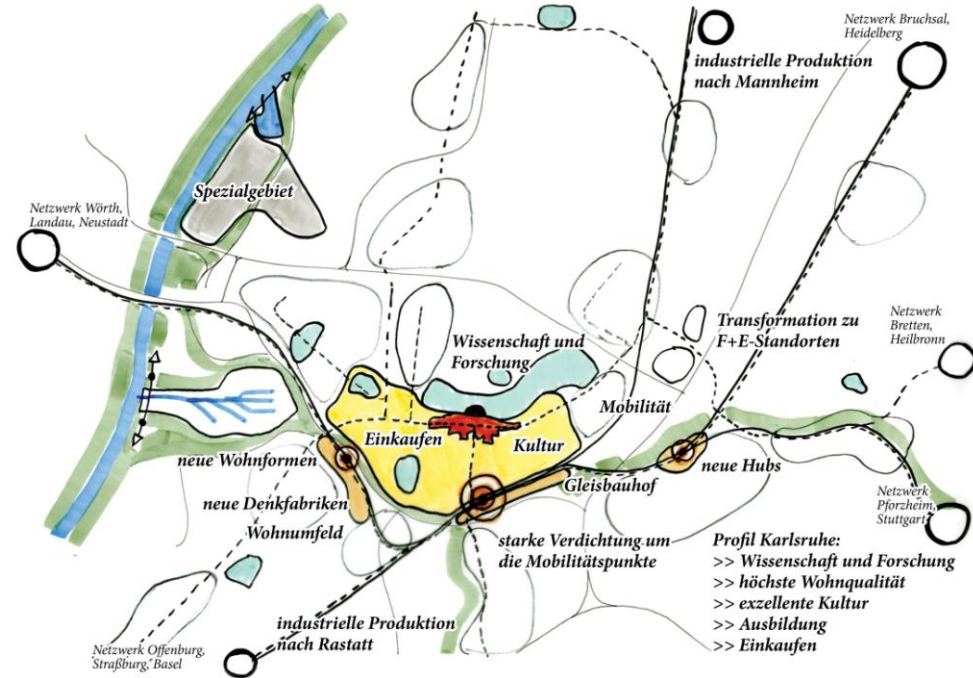 Netzwerk Bruchsal,
Heidelberg
industrielle Produktion
nach Mannheim
Spezialgebiet
Netzwerk Wörth,
Landau, Neustadt
Transformation zu
F+E-Standorten
Netzwerk
Bretten,
Heilbronn
Wissenschaft und
Forschung
Mobilität
Einkaufen
Kultur
neue Wohnformen
neue Hubs
Gleisbauhof
neue Denkfabriken
Wohnumfeld
Netzwerk
Pforzheim,
Stuttgart
starke Verdichtung um
die Mobilitätspunkte
Profil Karlsruhe:
>> Wissenschaft und Forschung
>> höchste Wohnqualität
>> exzellente Kultur
>> Ausbildung
>> Einkaufen
industrielle Produktion
nach Rastatt
Netzwerk Offenburg,
Straßburg, Basel